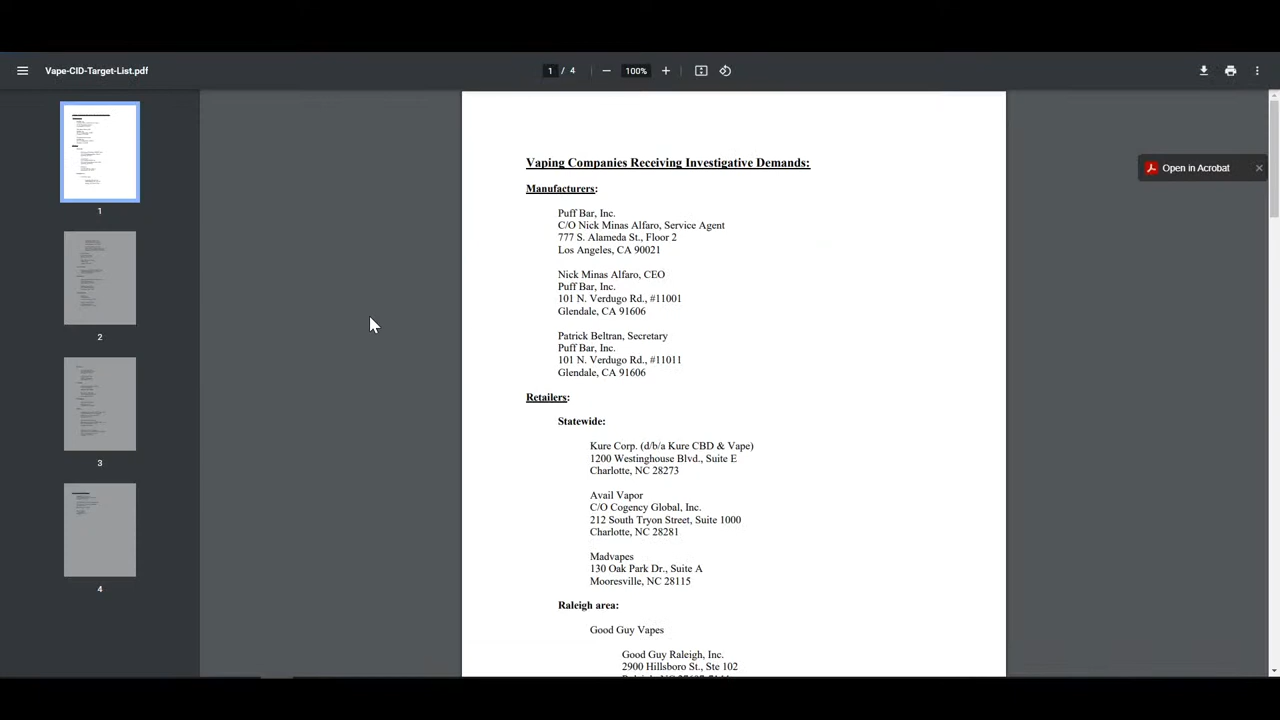 Vape-CID-Target-List.pdf
1 / 4
100%
Open in Acrobat
1
2
3
4
Vaping Companies Receiving Investigative Demands:
Manufacturers:
Puff Bar, Inc.
C/O Nick Minas Alfaro, Service Agent
777 S. Alameda St., Floor 2
Los Angeles, CA 90021
Nick Minas Alfaro, CEO
Puff Bar, Inc.
101 N. Verdugo Rd., #11001
Glendale, CA 91606
Patrick Beltran, Secretary
Puff Bar, Inc.
101 N. Verdugo Rd., #11011
Glendale, CA 91606
Retailers:
Statewide:
Kure Corp. (d/b/a Kure CBD & Vape)
1200 Westinghouse Blvd., Suite E
Charlotte, NC 28273
Avail Vapor
C/O Cogency Global, Inc.
212 South Tryon Street, Suite 1000
Charlotte, NC 28281
Madvapes
130 Oak Park Dr., Suite A
Mooresville, NC 28115
Raleigh area:
Good Guy Vapes
Good Guy Raleigh, Inc.
2900 Hillsboro St., Ste 102